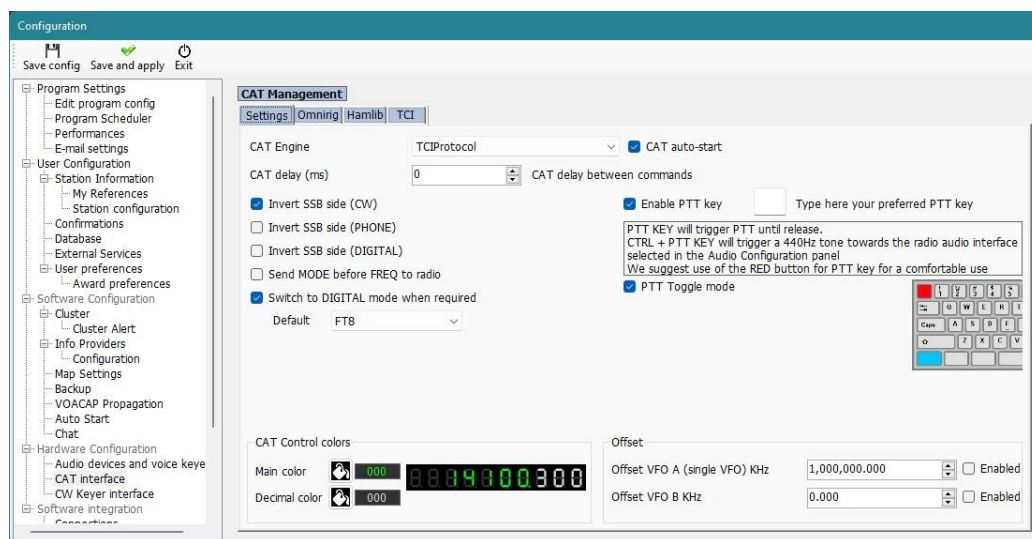 Configuration
Save config Save and apply Exit
Program Settings
Edit program config
Program Scheduler
Performances
E-mail settings
User Configuration
Station Information
My References
Station configuration
Confirmations
Database
External Services
User preferences
Award preferences
Software Configuration
Cluster
Cluster Alert
Info Providers
Configuration
Map Settings
Backup
VOACAP Propagation
Auto Start
Chat
Hardware Configuration
Audio devices and voice keye
CAT interface
CW Keyer interface
Software integration
Connections
CAT Management
Settings Omnirig Hamlib TCI
CAT Engine TCIProtocol CAT auto-start
CAT delay (ms) 0 CAT delay between commands
Invert SSB side (CW)
Invert SSB side (PHONE)
Invert SSB side (DIGITAL)
Send MODE before FREQ to radio
Switch to DIGITAL mode when required
Default FT8
Enable PTT key Type here your preferred PTT key
PTT KEY will trigger PTT until release.
CTRL + PTT KEY will trigger a 440Hz tone towards the radio audio interface
selected in the Audio Configuration panel
We suggest use of the RED button for PTT key for a comfortable use
PTT Toggle mode
Q W E R T
Caps A S D F
Z X C V
CAT Control colors
Main color 000
Decimal color 000
14100.300
Offset
Offset VFO A (single VFO) KHz 1,000,000.000 Enabled
Offset VFO B KHz 0.000 Enabled